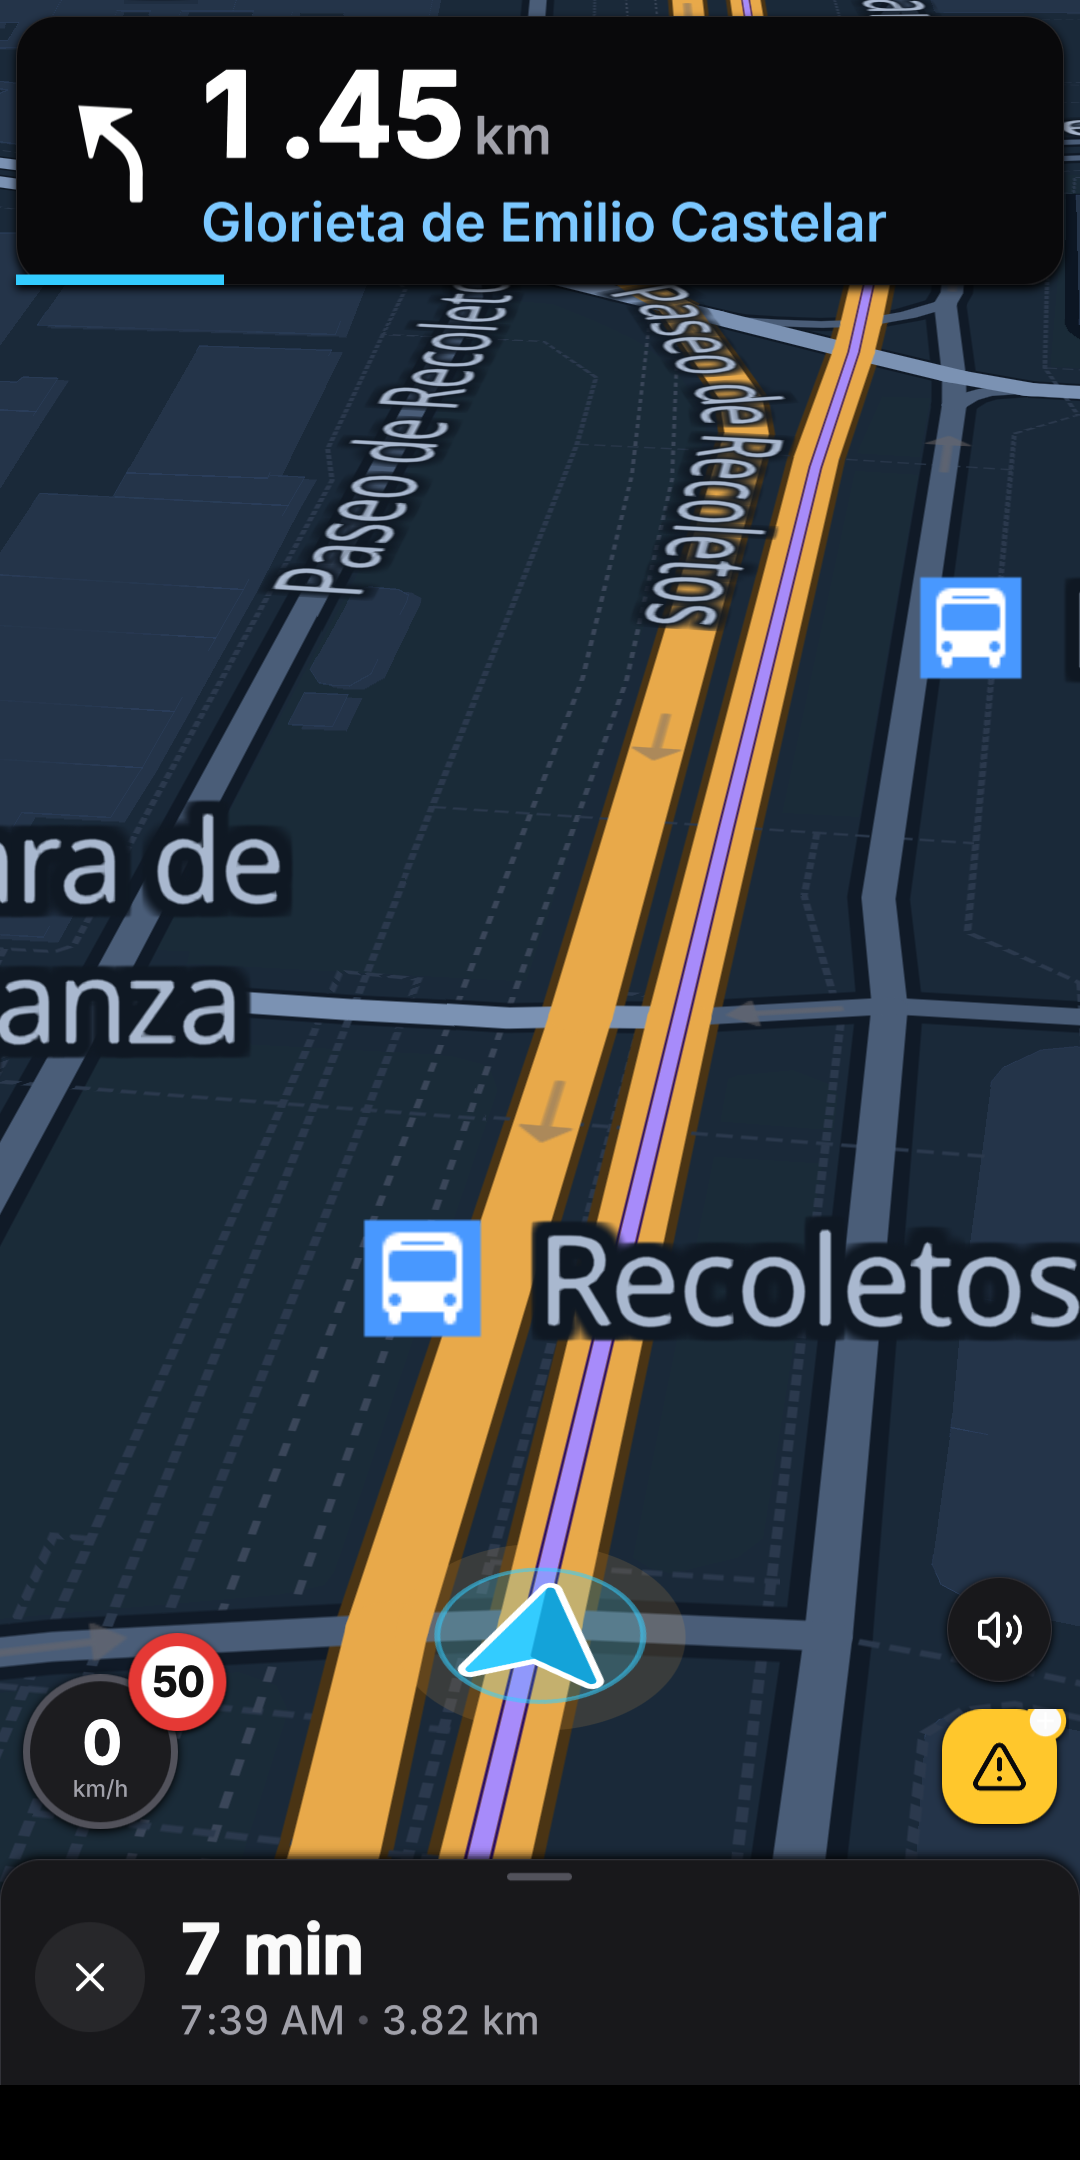 1.45 km
Glorieta de Emilio Castelar
Paseo de Recoletos
Paseo de Recoletos
de
anza
Recoletos
50
0
km/h
7 min
7:39 AM • 3.82 km